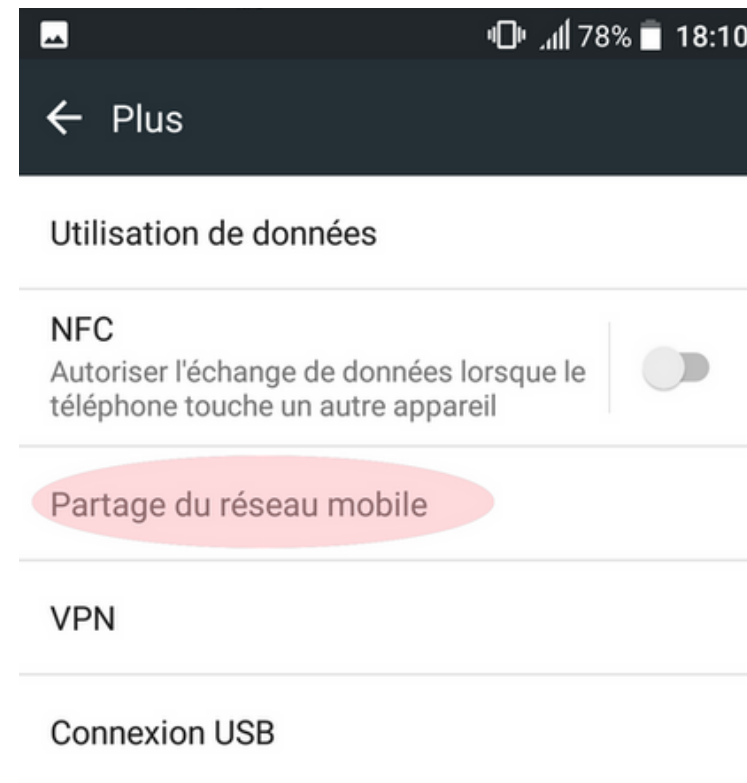 78% 18:10
Plus
Utilisation de données
NFC
Autoriser l'échange de données lorsque le
téléphone touche un autre appareil
Partage du réseau mobile
VPN
Connexion USB